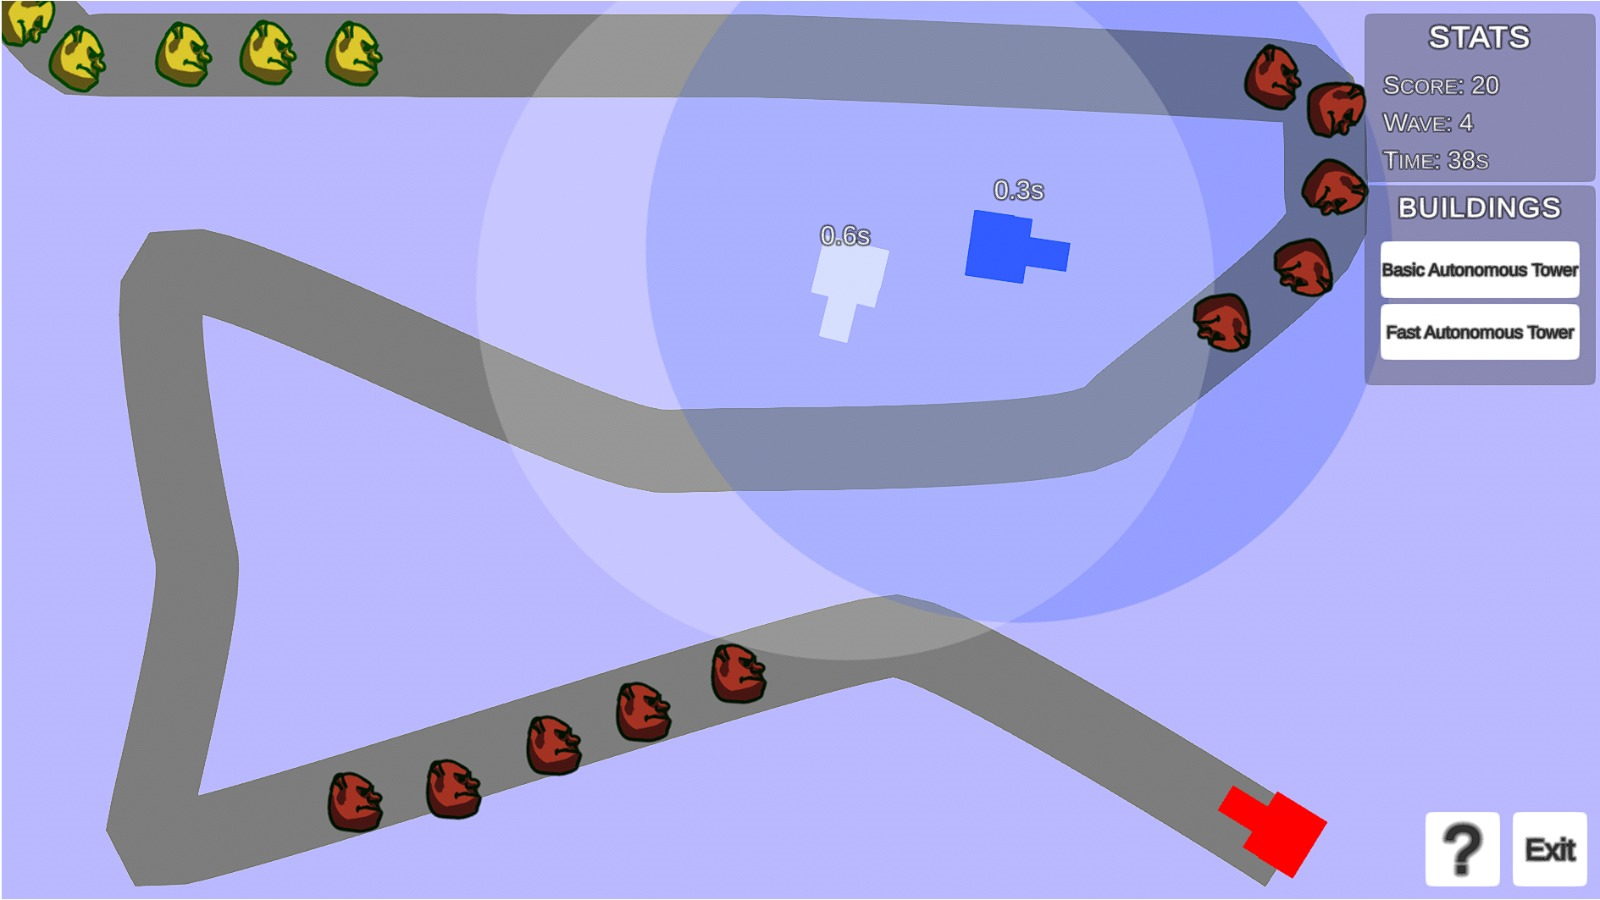 STATS
SCORE: 20
WAVE: 4
TIME: 38S
0.3s
BUILDINGS
0.6s
Basic Autonomous Tower
Fast Autonomous Tower
?
Exit